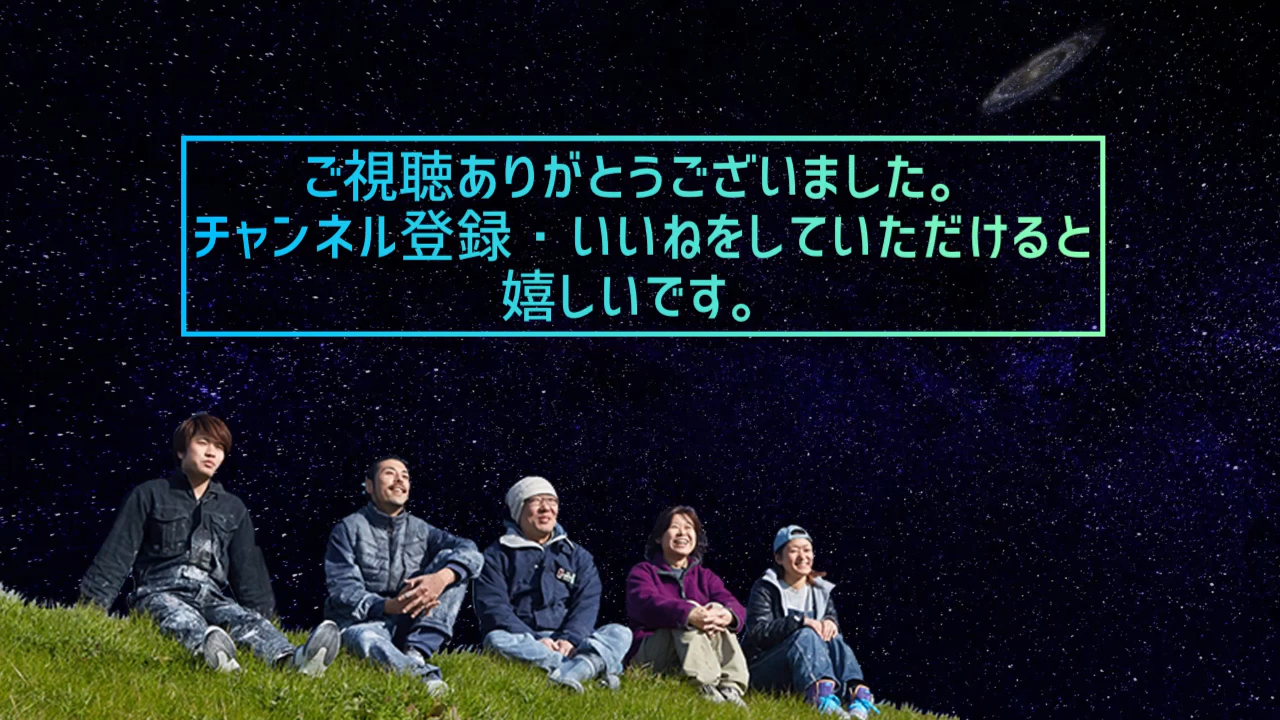 ご視聴ありがとうございました。
チャンネル登録・いいねをしていただけると
嬉しいです。